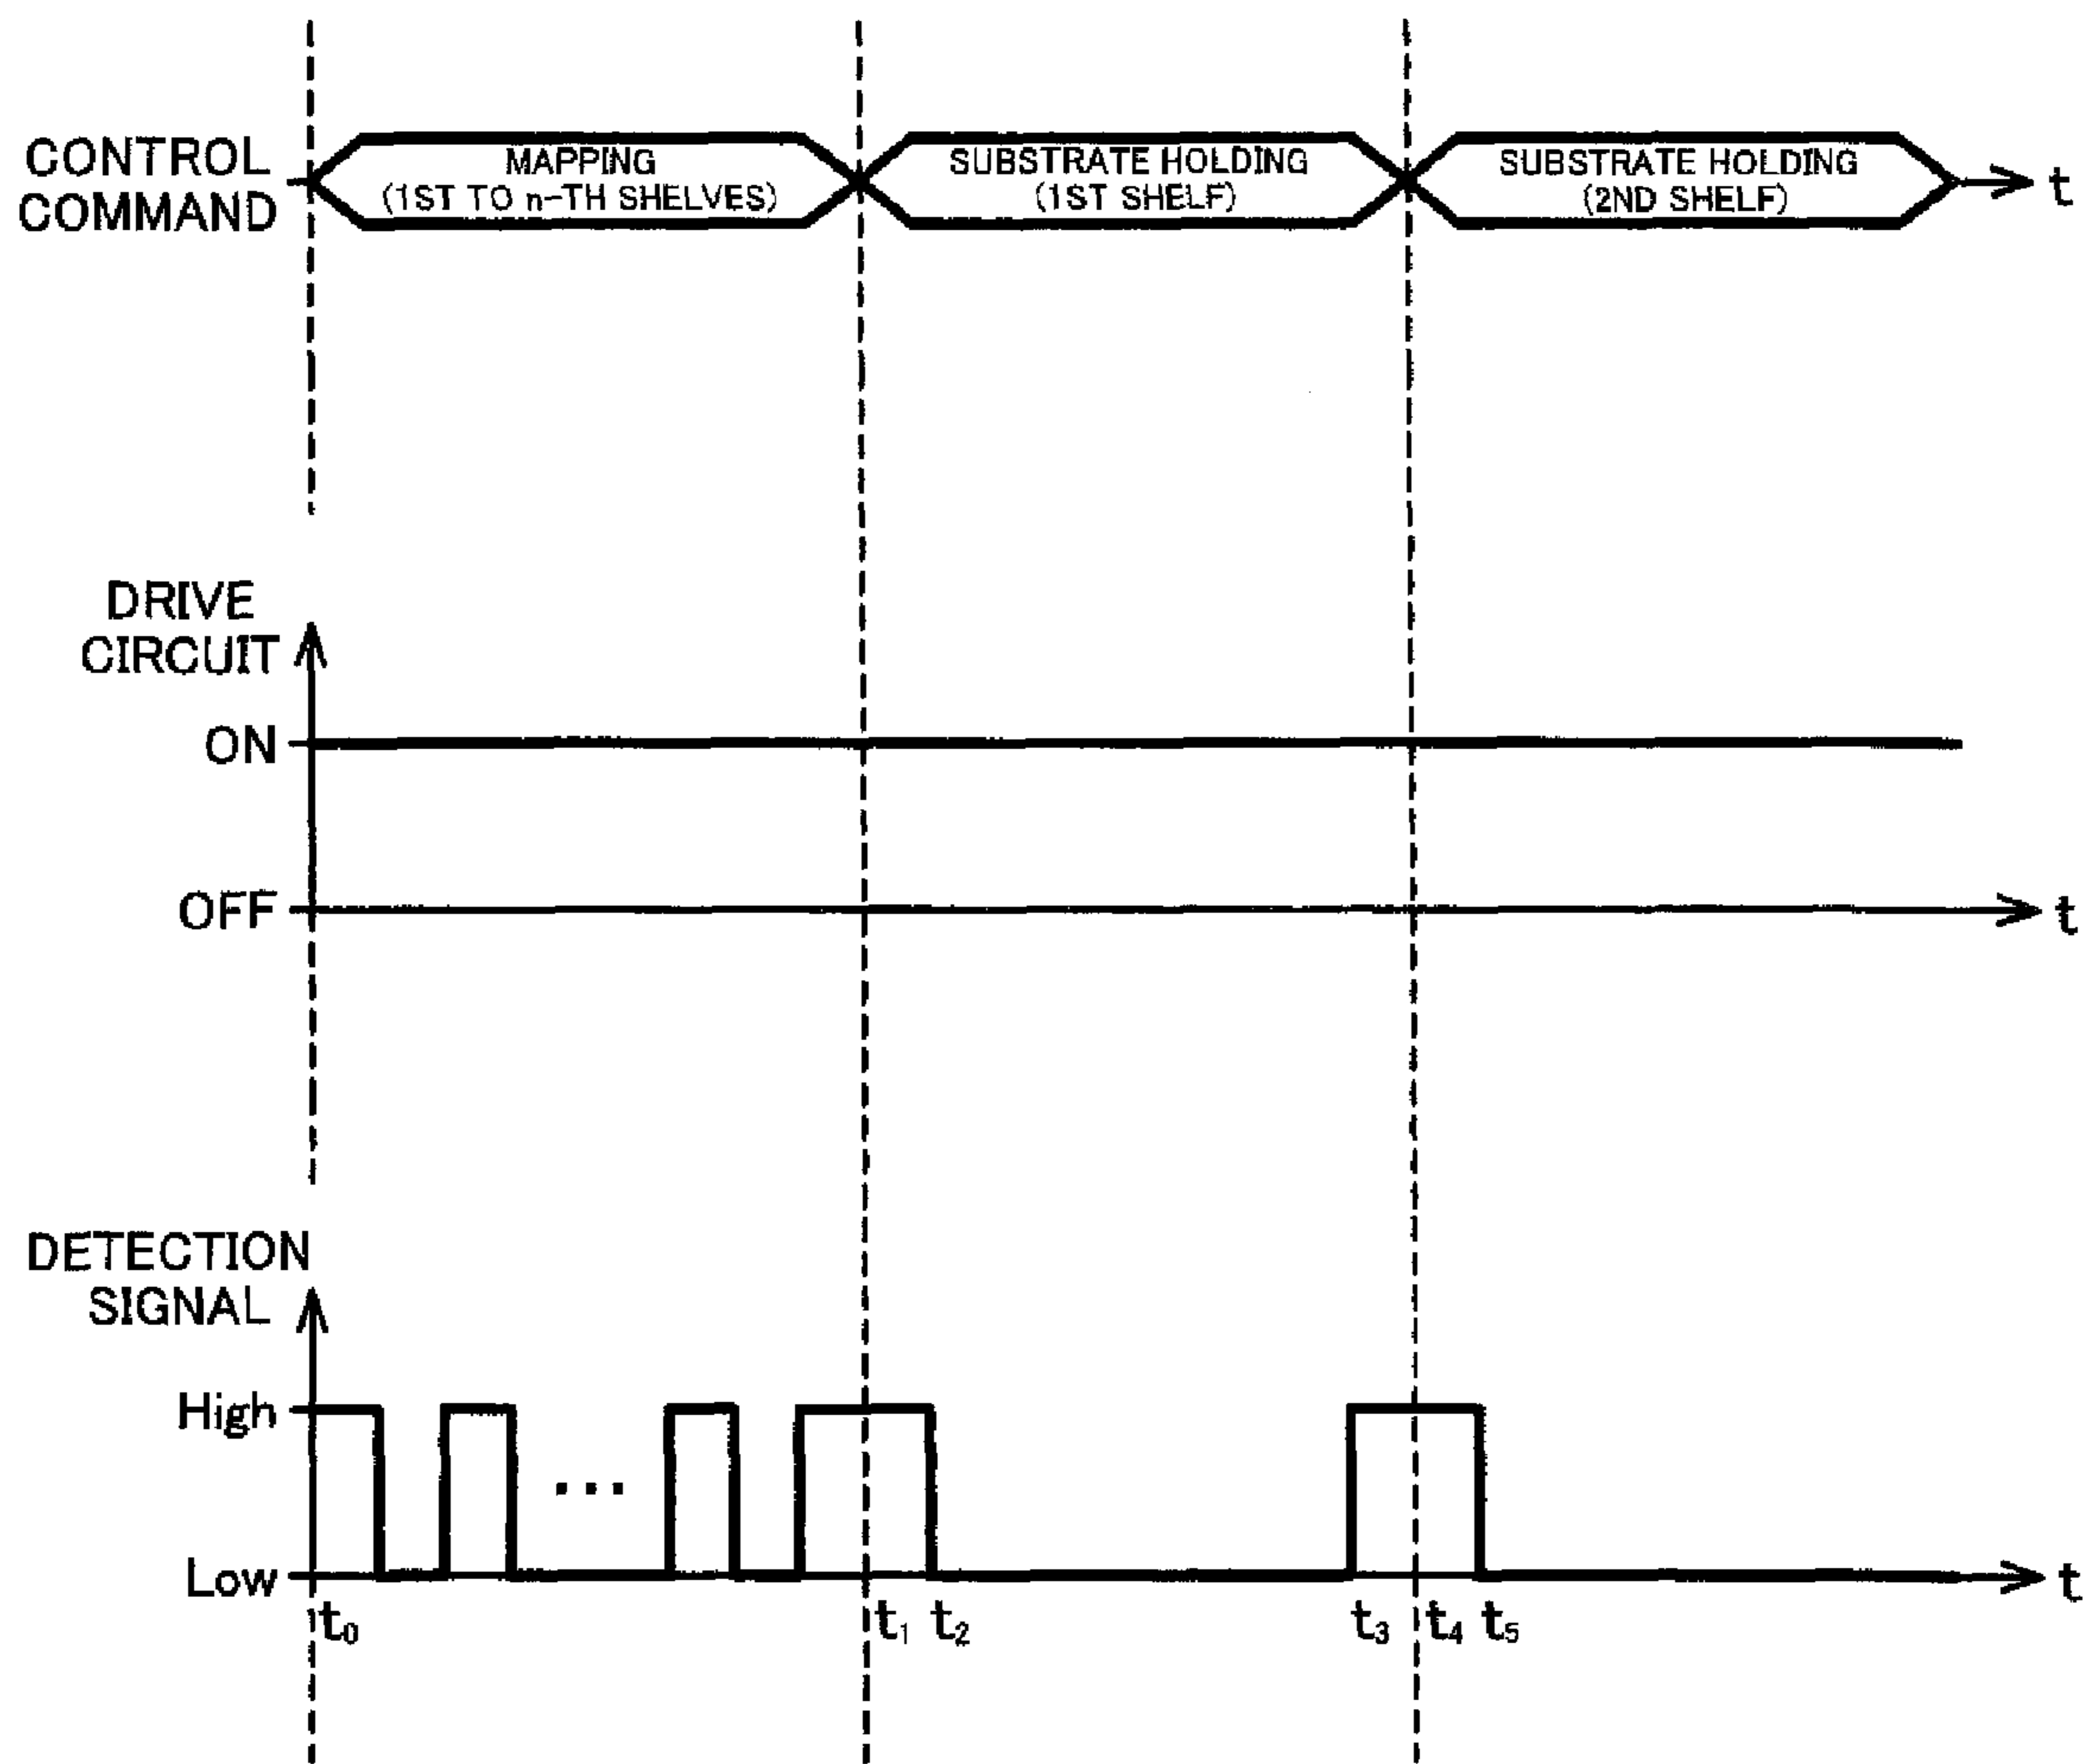 CONTROL
COMMAND
MAPPING
(1ST TO n-TH SHELVES)
SUBSTRATE HOLDING
(1ST SHELF)
SUBSTRATE HOLDING
(2ND SHELF)
t
DRIVE
CIRCUIT
ON
OFF
t
DETECTION
SIGNAL
High
...
Low
t
t0 t1 t2 t3 t4 t5